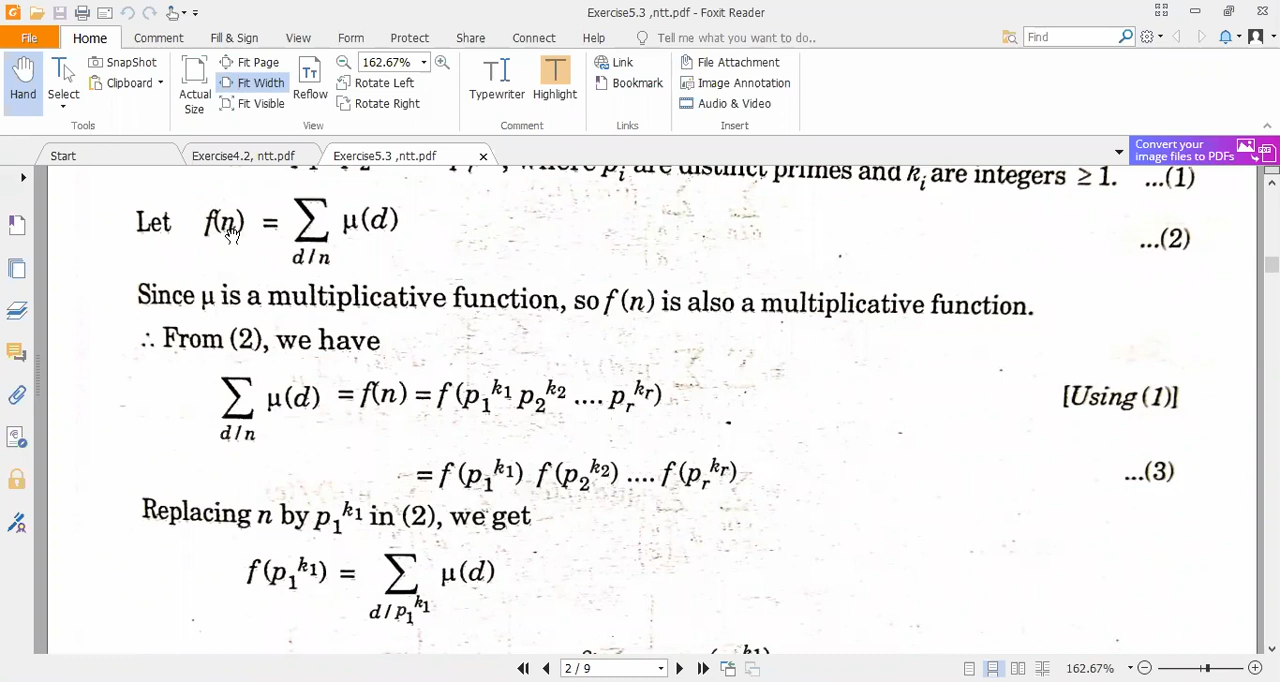 Exercise5.3 ,ntt.pdf - Foxit Reader
File Home Comment Fill & Sign View Form Protect Share Connect Help Tell me what you want to do.. Find
Hand Select SnapShot Clipboard Actual Size Fit Page Fit Width Fit Visible Reflow 162.67% Rotate Left Rotate Right Typewriter Highlight Link Bookmark File Attachment Image Annotation Audio & Video
Tools View Comment Links Insert
Start Exercise4.2, ntt.pdf Exercise5.3 ,ntt.pdf Convert your image files to PDFs
, where p_i are distinct primes and k_i are integers ≥ 1. ...(1)
Let f(n) = ∑_{d/n} μ(d) ...(2)
Since μ is a multiplicative function, so f(n) is also a multiplicative function.
∴ From (2), we have
∑_{d/n} μ(d) = f(n) = f(p_1^{k_1} p_2^{k_2} .... p_r^{k_r}) [Using (1)]
= f(p_1^{k_1}) f(p_2^{k_2}) .... f(p_r^{k_r}) ...(3)
Replacing n by p_1^{k_1} in (2), we get
f(p_1^{k_1}) = ∑_{d/p_1^{k_1}} μ(d)
2 / 9 162.67%